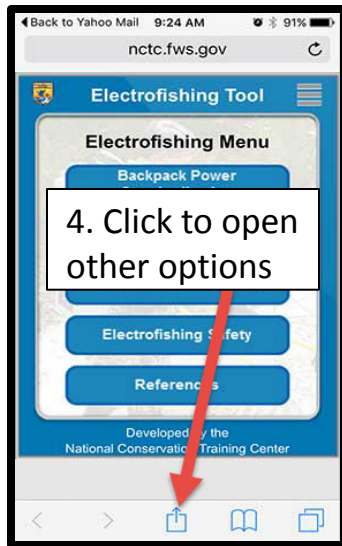 Back to Yahoo Mail 9:24 AM 91%
nctc.fws.gov
Electrofishing Tool
Electrofishing Menu
Backpack Power
4. Click to open
other options
Electrofishing Safety
References
Developed by the
National Conservation Training Center